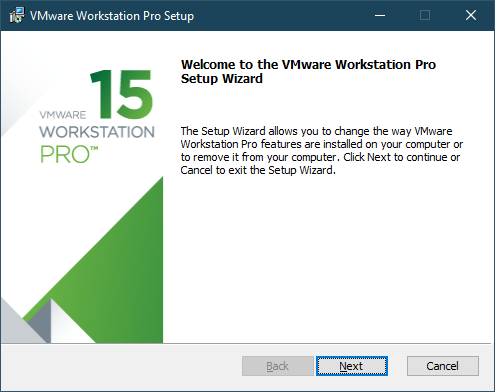 VMware Workstation Pro Setup
Welcome to the VMware Workstation Pro
Setup Wizard
15
VMWARE
WORKSTATION
PRO™
The Setup Wizard allows you to change the way VMware
Workstation Pro features are installed on your computer or
to remove it from your computer. Click Next to continue or
Cancel to exit the Setup Wizard.
Back
Next
Cancel